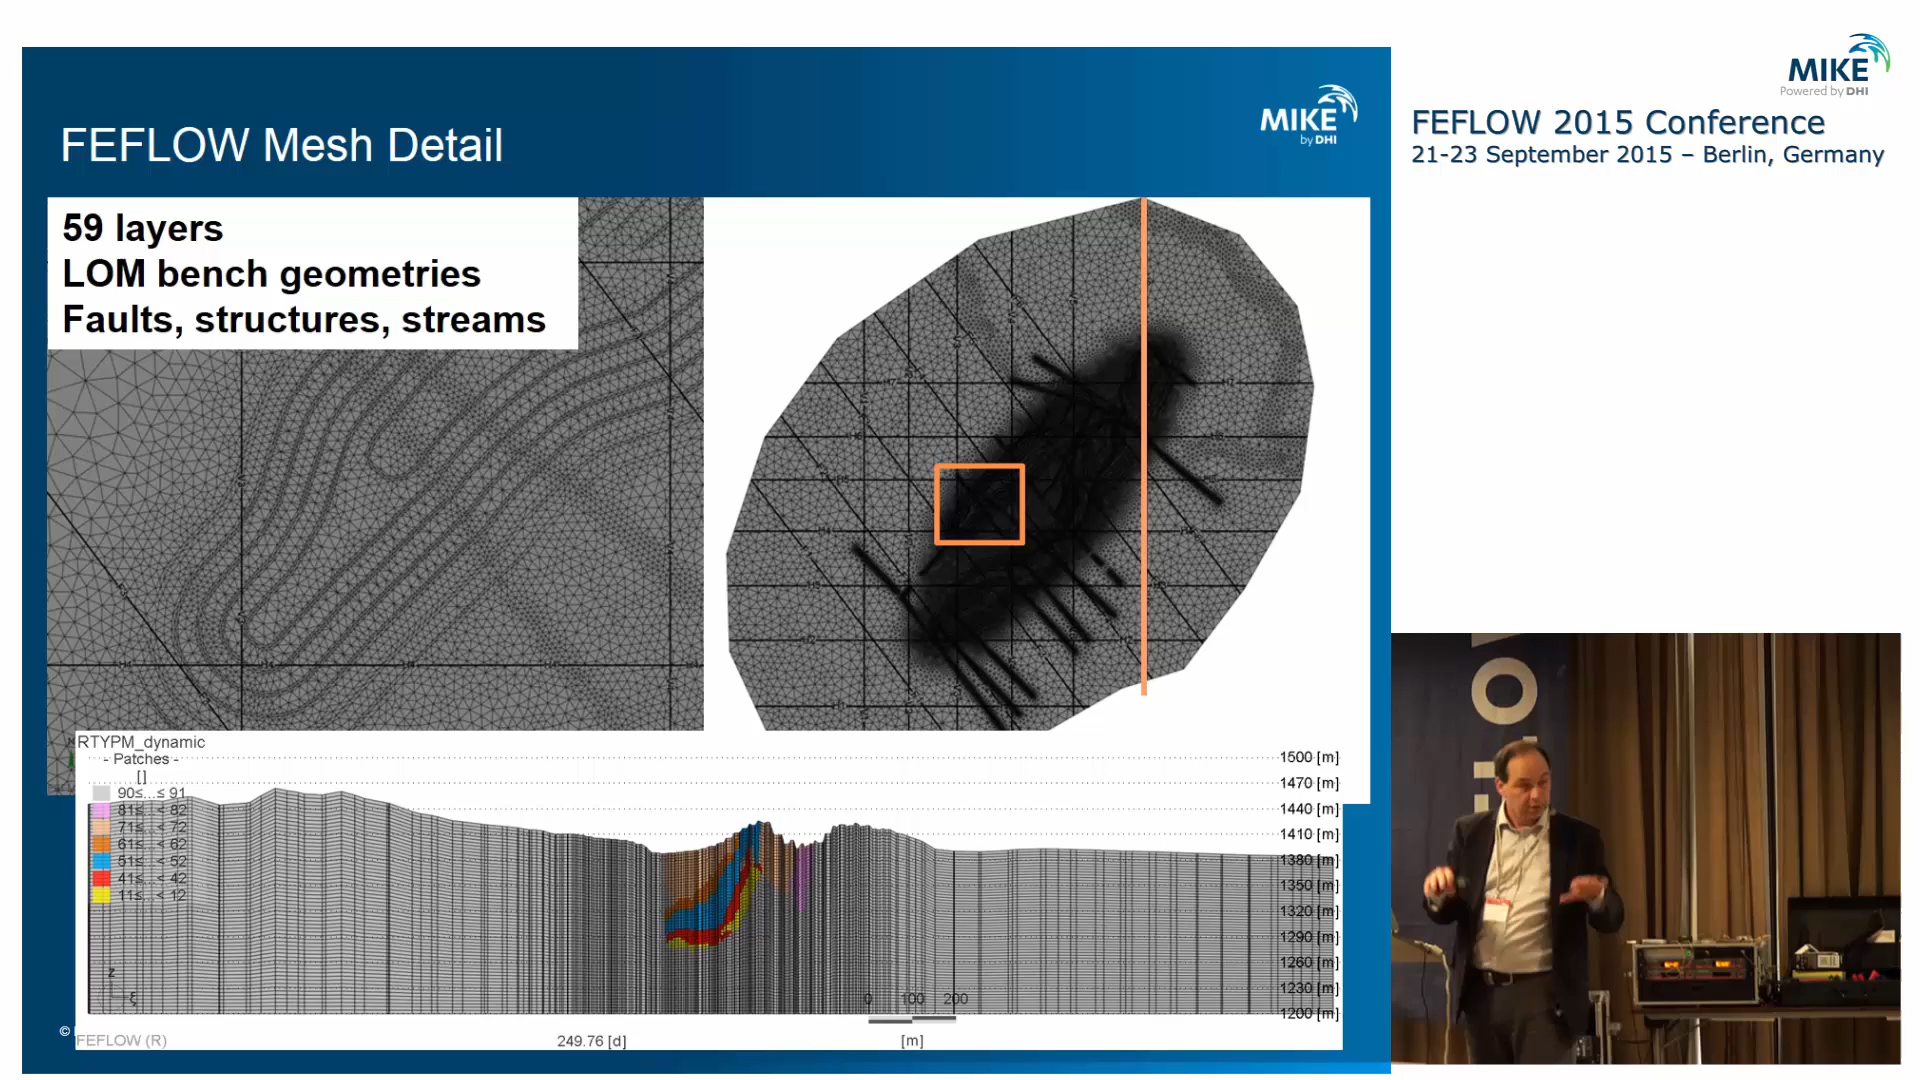 MIKE
Powered by DHI
FEFLOW 2015 Conference
21-23 September 2015 – Berlin, Germany
MIKE
by DHI
FEFLOW Mesh Detail
59 layers
LOM bench geometries
Faults, structures, streams
RTYPM_dynamic
- Patches -
[]
90≤...≤ 91
81≤...< 82
71≤...< 72
61≤...< 62
51≤...< 52
41≤...< 42
11≤...< 12
1500 [m]
1470 [m]
1440 [m]
1410 [m]
1380 [m]
1350 [m]
1320 [m]
1290 [m]
1260 [m]
1230 [m]
1200 [m]
z
ξ
0 100 200
©
FEFLOW (R)
249.76 [d]
[m]